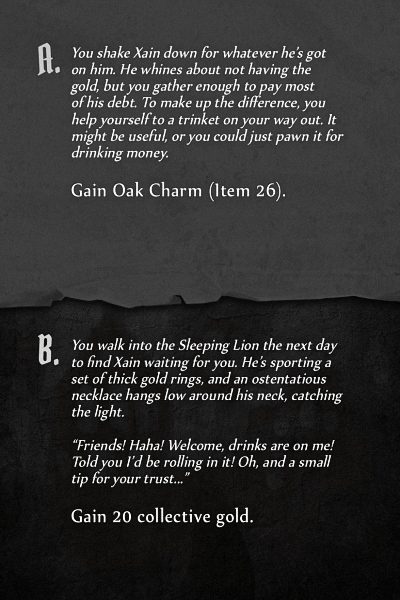 A.
You shake Xain down for whatever he's got
on him. He whines about not having the
gold, but you gather enough to pay most
of his debt. To make up the difference, you
help yourself to a trinket on your way out. It
might be useful, or you could just pawn it for
drinking money.
Gain Oak Charm (Item 26).
B.
You walk into the Sleeping Lion the next day
to find Xain waiting for you. He's sporting a
set of thick gold rings, and an ostentatious
necklace hangs low around his neck, catching
the light.
“Friends! Haha! Welcome, drinks are on me!
Told you I'd be rolling in it! Oh, and a small
tip for your trust...”
Gain 20 collective gold.